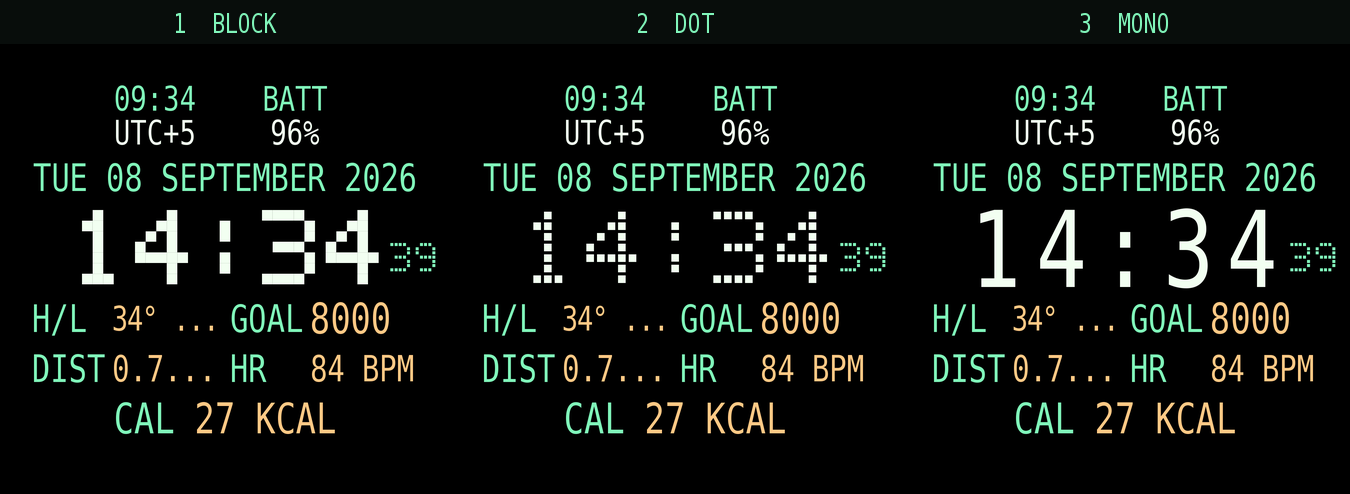 1 BLOCK
09:34 BATT
UTC+5 96%
TUE 08 SEPTEMBER 2026
14:34 39
H/L 34° ... GOAL 8000
DIST 0.7... HR 84 BPM
CAL 27 KCAL
2 DOT
09:34 BATT
UTC+5 96%
TUE 08 SEPTEMBER 2026
14:34 39
H/L 34° ... GOAL 8000
DIST 0.7... HR 84 BPM
CAL 27 KCAL
3 MONO
09:34 BATT
UTC+5 96%
TUE 08 SEPTEMBER 2026
14:34 39
H/L 34° ... GOAL 8000
DIST 0.7... HR 84 BPM
CAL 27 KCAL